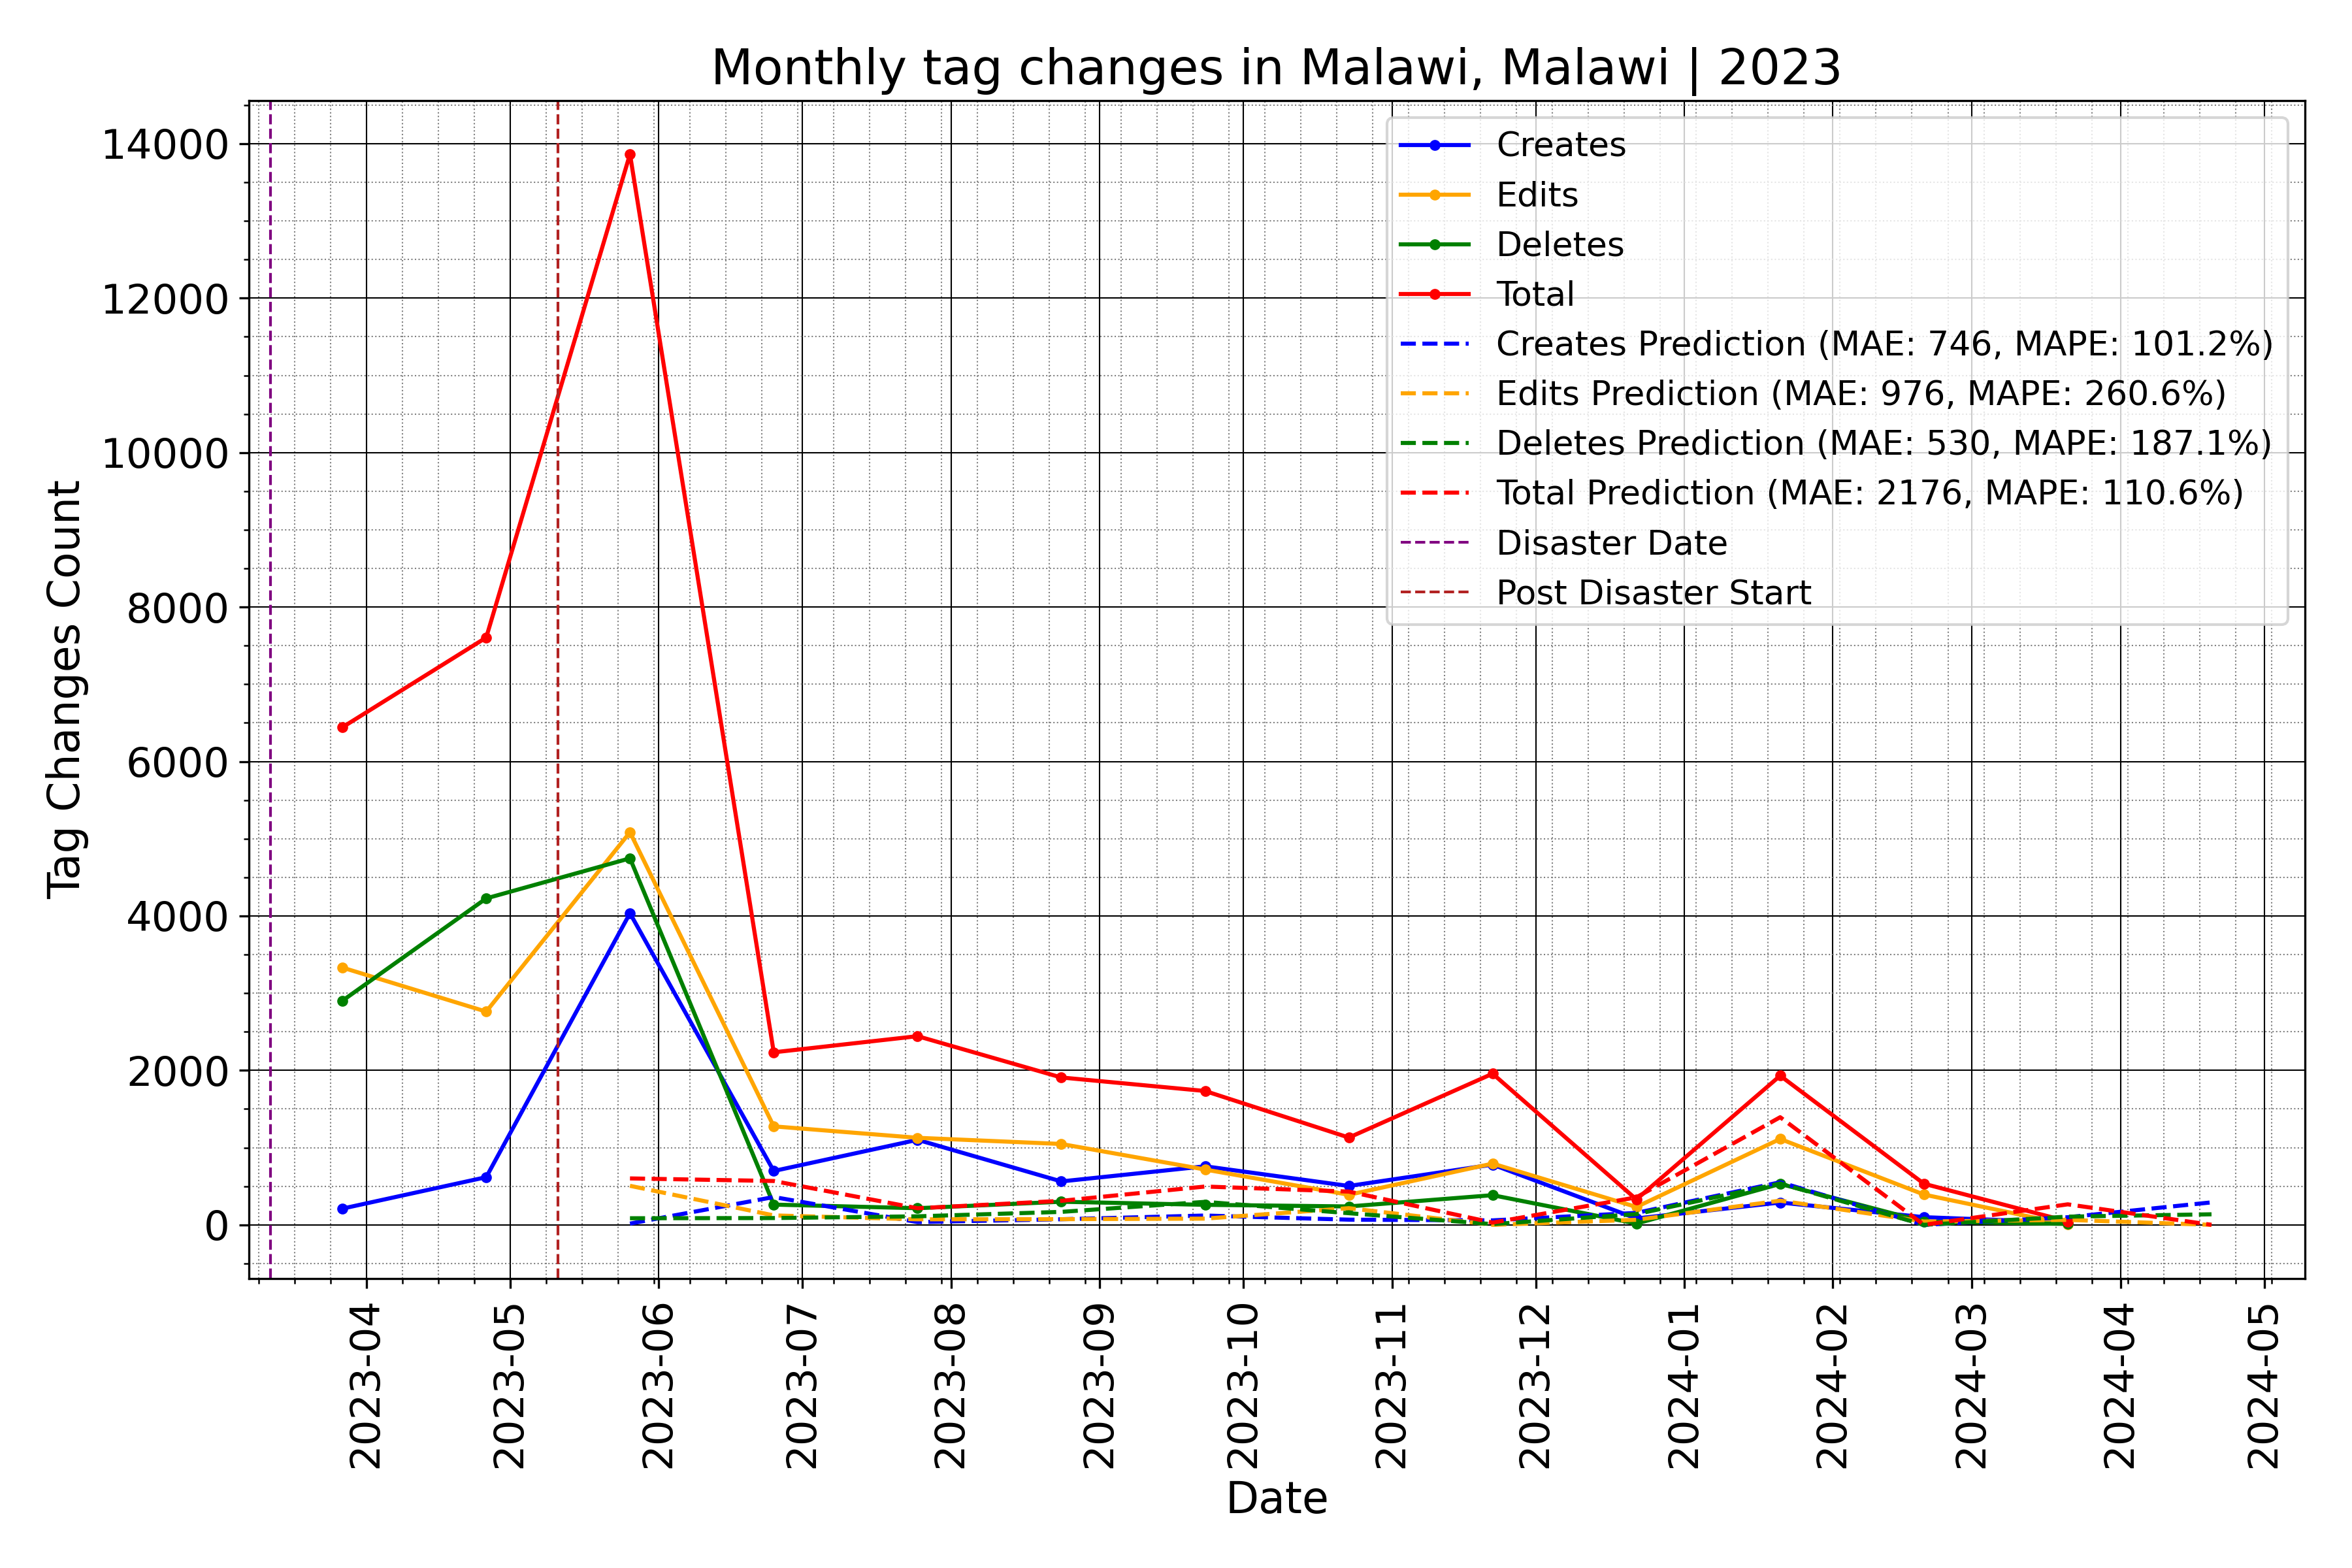 Monthly tag changes in Malawi, Malawi | 2023
14000
12000
10000
8000
6000
4000
2000
0
Tag Changes Count
Creates
Edits
Deletes
Total
Creates Prediction (MAE: 746, MAPE: 101.2%)
Edits Prediction (MAE: 976, MAPE: 260.6%)
Deletes Prediction (MAE: 530, MAPE: 187.1%)
Total Prediction (MAE: 2176, MAPE: 110.6%)
Disaster Date
Post Disaster Start
2023-04
2023-05
2023-06
2023-07
2023-08
2023-09
2023-10
2023-11
2023-12
2024-01
2024-02
2024-03
2024-04
2024-05
Date